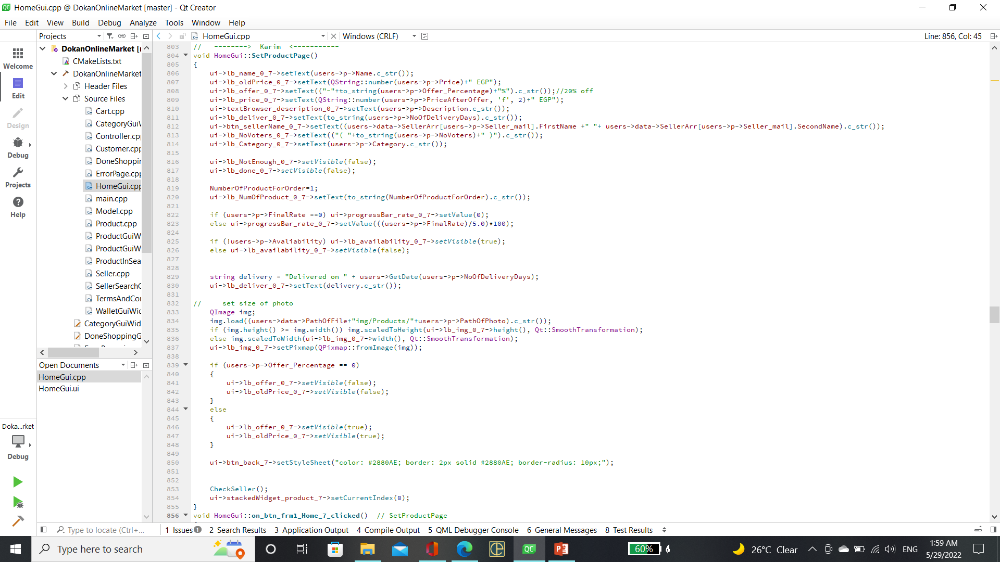 HomeGui.cpp @ DokanOnlineMarket [master] - Qt Creator
File Edit View Build Debug Analyze Tools Window Help
Projects
HomeGui.cpp
Windows (CRLF)
Line: 856, Col: 45
Welcome
Edit
Design
Debug
Projects
Help
Doka...rket
Debug
DokanOnlineMarket [
CMakeLists.txt
DokanOnlineMarket
Header Files
Source Files
Cart.cpp
CategoryGuiW
Controller.cpp
Customer.cpp
DoneShoppin
ErrorPage.cpp
HomeGui.cpp
main.cpp
Model.cpp
Product.cpp
ProductGuiW
ProductGuiW
ProductInSea
Seller.cpp
SellerSearchG
TermsAndCor
WalletGuiWid
CategoryGuiWid
DoneShoppingG
Open Documents
HomeGui.cpp
HomeGui.ui
803 //   --------> Karim <-----------
804 void HomeGui::SetProductPage()
805 {
806     ui->lb_name_0_7->setText(users->p->Name.c_str());
807     ui->lb_oldPrice_0_7->setText(QString::number(users->p->Price)+" EGP");
808     ui->lb_offer_0_7->setText(("-"+to_string(users->p->Offer_Percentage)+"%").c_str());//20% off
809     ui->lb_price_0_7->setText(QString::number(users->p->PriceAfterOffer, 'f', 2)+" EGP");
810     ui->textBrowser_description_0_7->setText(users->p->Description.c_str());
811     ui->lb_deliver_0_7->setText(to_string(users->p->NoOfDeliveryDays).c_str());
812     ui->btn_sellerName_0_7->setText((users->data->SellerArr[users->p->Seller_mail].FirstName +" "+ users->data->SellerArr[users->p->Seller_mail].SecondName).c_str());
813     ui->lb_NoVoters_0_7->setText(("( "+to_string(users->p->NoVoters)+" )").c_str());
814     ui->lb_Category_0_7->setText(users->p->Category.c_str());
815
816     ui->lb_NotEnough_0_7->setVisible(false);
817     ui->lb_done_0_7->setVisible(false);
818
819     NumberOfProductForOrder=1;
820     ui->lb_NumOfProduct_0_7->setText(to_string(NumberOfProductForOrder).c_str());
821
822     if (users->p->FinalRate ==0) ui->progressBar_rate_0_7->setValue(0);
823     else ui->progressBar_rate_0_7->setValue(((users->p->FinalRate)/5.0)*100);
824
825     if (!users->p->Avaliability) ui->lb_availability_0_7->setVisible(true);
826     else ui->lb_availability_0_7->setVisible(false);
827
828
829     string delivery = "Delivered on " + users->GetDate(users->p->NoOfDeliveryDays);
830     ui->lb_deliver_0_7->setText(delivery.c_str());
831
832 //     set size of photo
833     QImage img;
834     img.load((users->data->PathOfFile+"img/Products/"+users->p->PathOfPhoto).c_str());
835     if (img.height() >= img.width()) img.scaledToHeight(ui->lb_img_0_7->height(), Qt::SmoothTransformation);
836     else img.scaledToWidth(ui->lb_img_0_7->width(), Qt::SmoothTransformation);
837     ui->lb_img_0_7->setPixmap(QPixmap::fromImage(img));
838
839     if (users->p->Offer_Percentage == 0)
840     {
841         ui->lb_offer_0_7->setVisible(false);
842         ui->lb_oldPrice_0_7->setVisible(false);
843     }
844     else
845     {
846         ui->lb_offer_0_7->setVisible(true);
847         ui->lb_oldPrice_0_7->setVisible(true);
848     }
849
850     ui->btn_back_7->setStyleSheet("color: #2880AE; border: 2px solid #2880AE; border-radius: 10px;");
851
852
853     CheckSeller();
854     ui->stackedWidget_product_7->setCurrentIndex(0);
855 }
856 void HomeGui::on_btn_frm1_Home_7_clicked()  // SetProductPage
Type to locate (Ctrl+...
1 Issues 1 2 Search Results 3 Application Output 4 Compile Output 5 QML Debugger Console 6 General Messages 8 Test Results
Type here to search
60%
26°C Clear
ENG
1:59 AM
5/29/2022